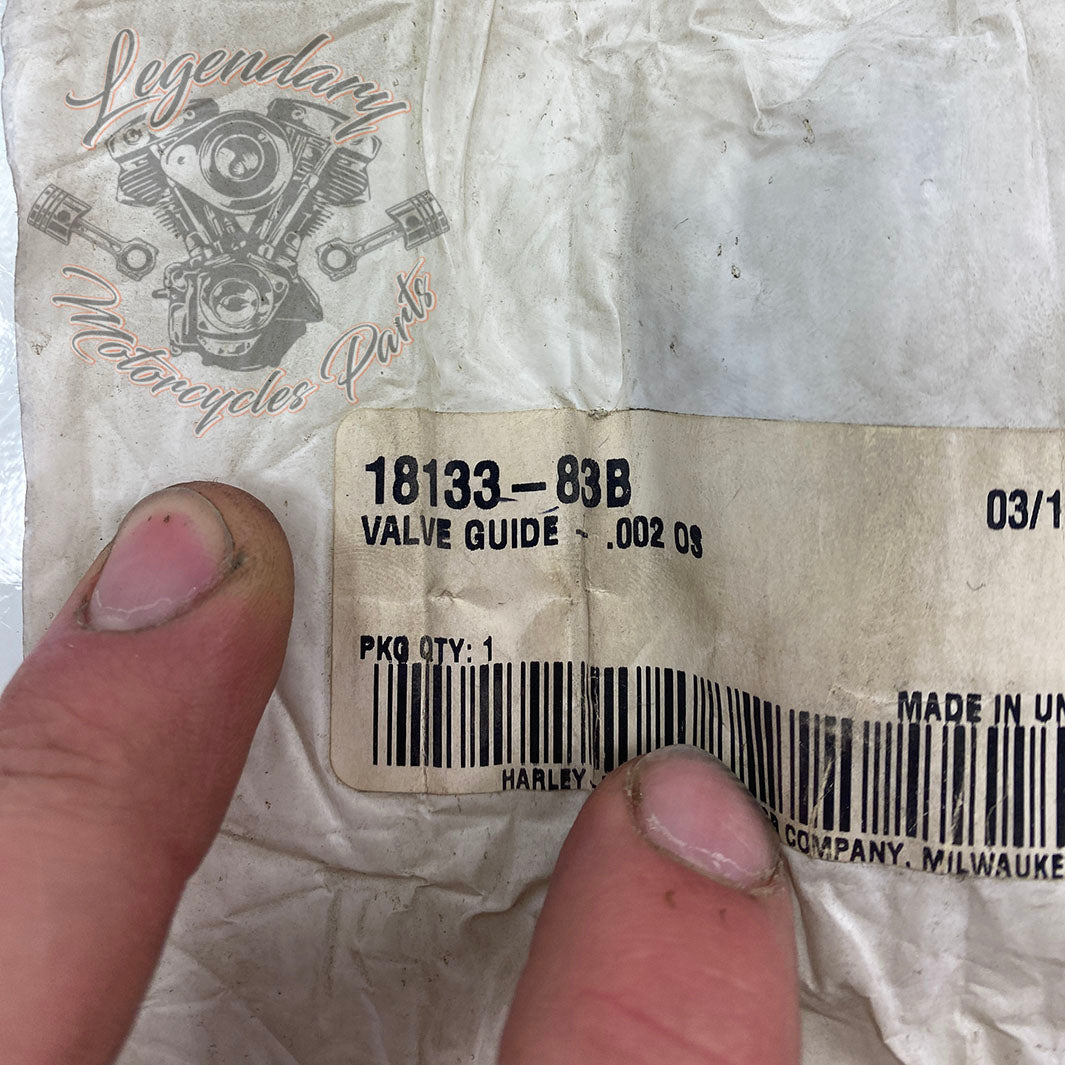 Legendary
Motorcycles Parts
18133-83B
03/1
VALVE GUIDE - .002 OS
PKG QTY: 1
MADE IN UN
HARLEY
COMPANY, MILWAUKE